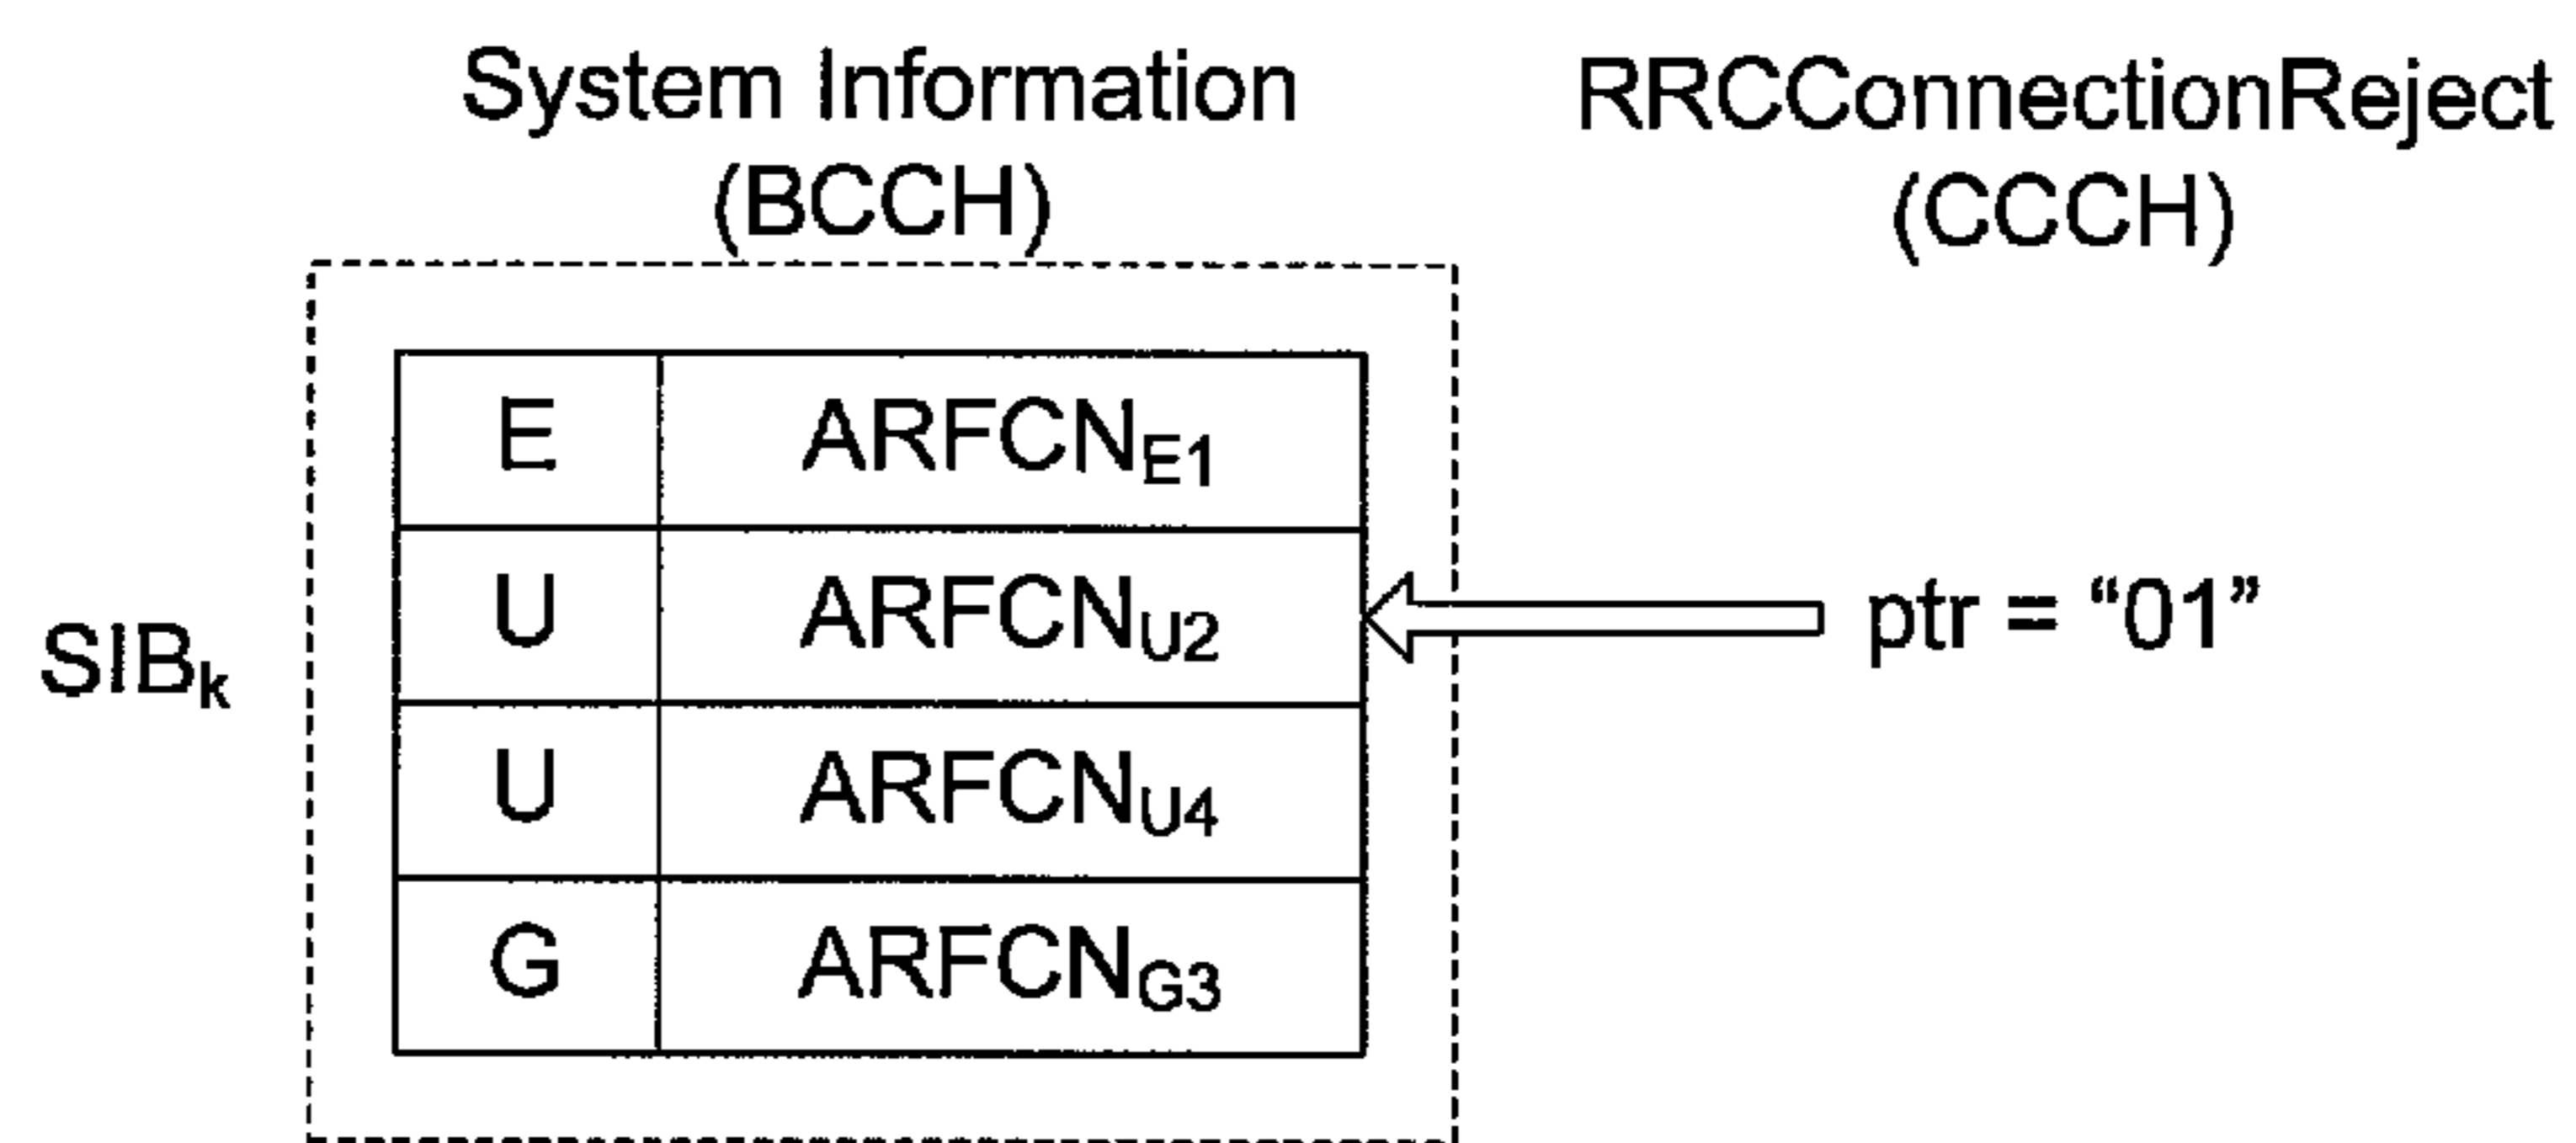 System Information
(BCCH)
RRCConnectionReject
(CCCH)
SIBk
E ARFCNE1
U ARFCNU2
U ARFCNU4
G ARFCNG3
ptr = “01”